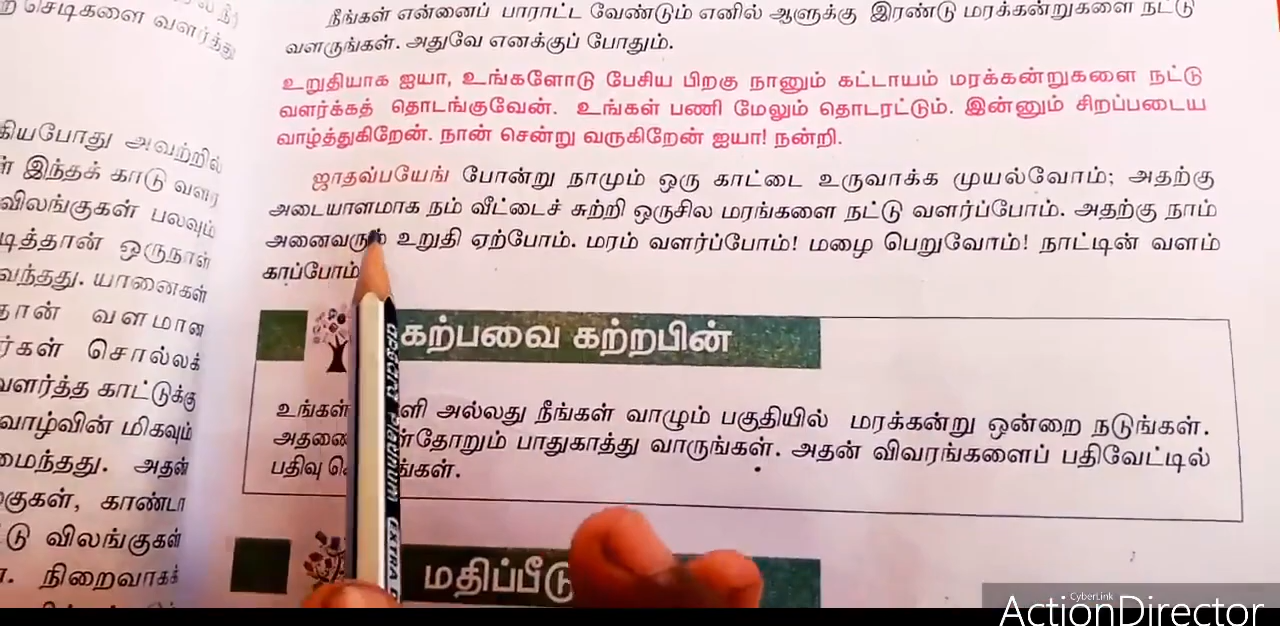 செடிகளை வளர்த்து
கியபோது அவற்றில்
இந்தக் காடு வளர
விலங்குகள் பலவும்
டித்தான் ஒருநாள்
வந்தது. யானைகள்
தான் வளமான
ர்கள் சொல்லக்
வளர்த்த காட்டுக்கு
வாழ்வின் மிகவும்
மைந்தது. அதன்
குகள், காண்டா
டு விலங்குகள்
நிறைவாகக்
நீங்கள் என்னைப் பாராட்ட வேண்டும் எனில் ஆளுக்கு இரண்டு மரக்கன்றுகளை நட்டு
வளருங்கள். அதுவே எனக்குப் போதும்.
உறுதியாக ஐயா, உங்களோடு பேசிய பிறகு நானும் கட்டாயம் மரக்கன்றுகளை நட்டு
வளர்க்கத் தொடங்குவேன். உங்கள் பணி மேலும் தொடரட்டும். இன்னும் சிறப்படைய
வாழ்த்துகிறேன். நான் சென்று வருகிறேன் ஐயா! நன்றி.
ஜாதவ்பயேங் போன்று நாமும் ஒரு காட்டை உருவாக்க முயல்வோம்; அதற்கு
அடையாளமாக நம் வீட்டைச் சுற்றி ஒருசில மரங்களை நட்டு வளர்ப்போம். அதற்கு நாம்
அனைவரும் உறுதி ஏற்போம். மரம் வளர்ப்போம்! மழை பெறுவோம்! நாட்டின் வளம்
காப்போம்
கற்பவை கற்றபின்
உங்கள் ளி அல்லது நீங்கள் வாழும் பகுதியில் மரக்கன்று ஒன்றை நடுங்கள்.
அதனை ள்தோறும் பாதுகாத்து வாருங்கள். அதன் விவரங்களைப் பதிவேட்டில்
பதிவு செ ங்கள்.
மதிப்பீடு
apsara Platinum EXTRA
CyberLink
ActionDirector